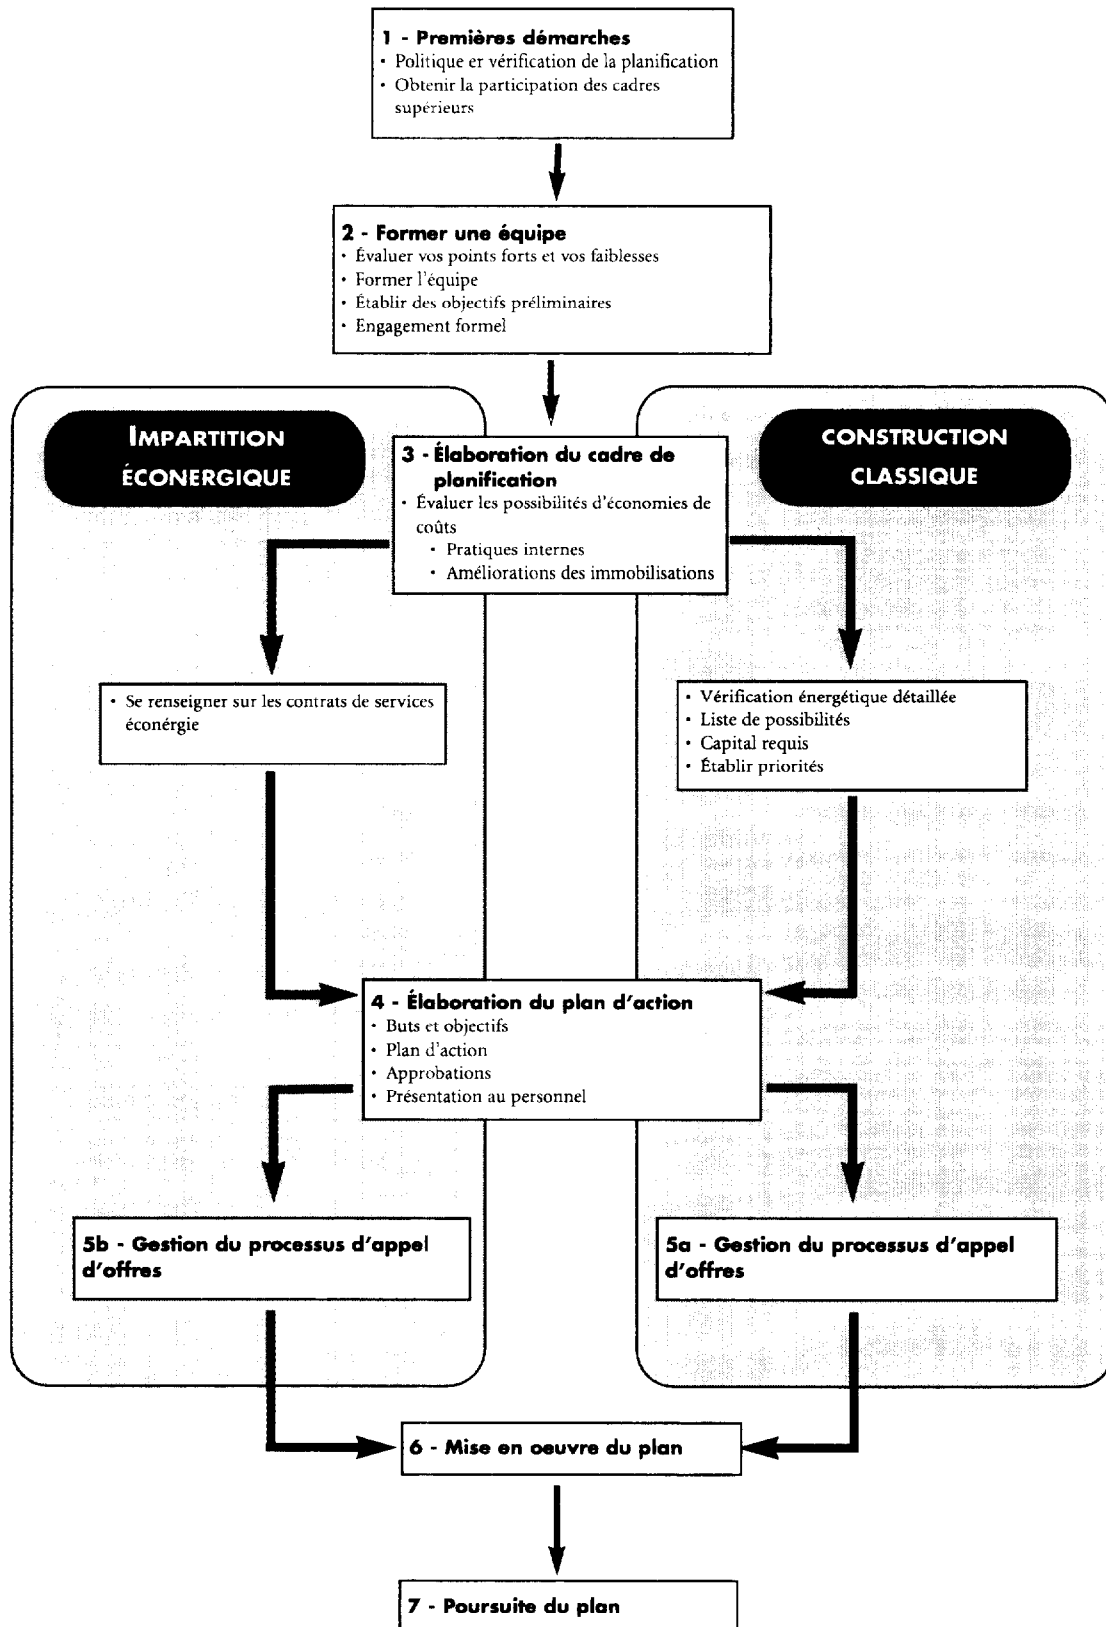 1 - Premières démarches
• Politique er vérification de la planification
• Obtenir la participation des cadres
supérieurs
2 - Former une équipe
• Évaluer vos points forts et vos faiblesses
• Former l'équipe
• Établir des objectifs préliminaires
• Engagement formel
IMPARTITION
ÉCONERGIQUE
CONSTRUCTION
CLASSIQUE
3 - Élaboration du cadre de
planification
• Évaluer les possibilités d'économies de
coûts
• Pratiques internes
• Améliorations des immobilisations
• Se renseigner sur les contrats de services
éconérgie
• Vérification énergétique détaillée
• Liste de possibilités
• Capital requis
• Établir priorités
4 - Élaboration du plan d'action
• Buts et objectifs
• Plan d'action
• Approbations
• Présentation au personnel
5b - Gestion du processus d'appel
d'offres
5a - Gestion du processus d'appel
d'offres
6 - Mise en oeuvre du plan
7 - Poursuite du plan